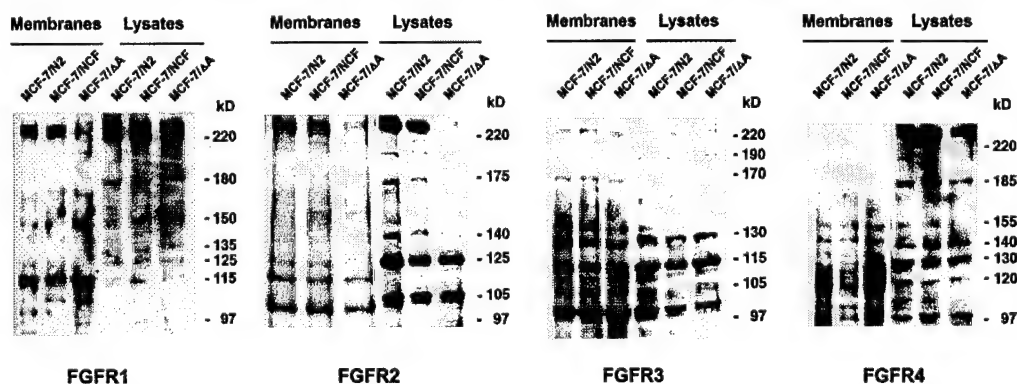 Membranes Lysates
MCF-7/N2 MCF-7/NCF MCF-7/ΔA MCF-7/N2 MCF-7/NCF MCF-7/ΔA
kD
- 220
- 180
- 150
- 135
- 125
- 115
- 97
FGFR1
Membranes Lysates
MCF-7/N2 MCF-7/NCF MCF-7/ΔA MCF-7/N2 MCF-7/NCF MCF-7/ΔA
kD
- 220
- 175
- 140
- 125
- 105
- 97
FGFR2
Membranes Lysates
MCF-7/N2 MCF-7/NCF MCF-7/ΔA MCF-7/N2 MCF-7/NCF MCF-7/ΔA
kD
- 220
- 190
- 170
- 130
- 115
- 105
- 97
FGFR3
Membranes Lysates
MCF-7/N2 MCF-7/NCF MCF-7/ΔA MCF-7/N2 MCF-7/NCF MCF-7/ΔA
kD
- 220
- 185
- 155
- 140
- 130
- 120
- 97
FGFR4